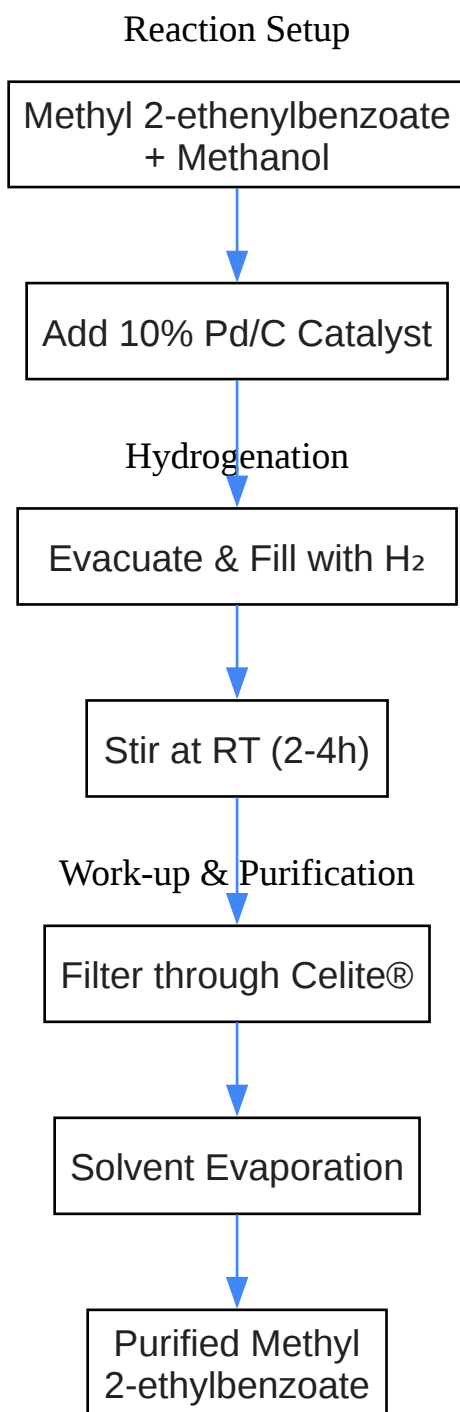 Reaction Setup
Methyl 2-ethenylbenzoate
+ Methanol
Add 10% Pd/C Catalyst
Hydrogenation
Evacuate & Fill with H₂
Stir at RT (2-4h)
Work-up & Purification
Filter through Celite®
Solvent Evaporation
Purified Methyl
2-ethylbenzoate